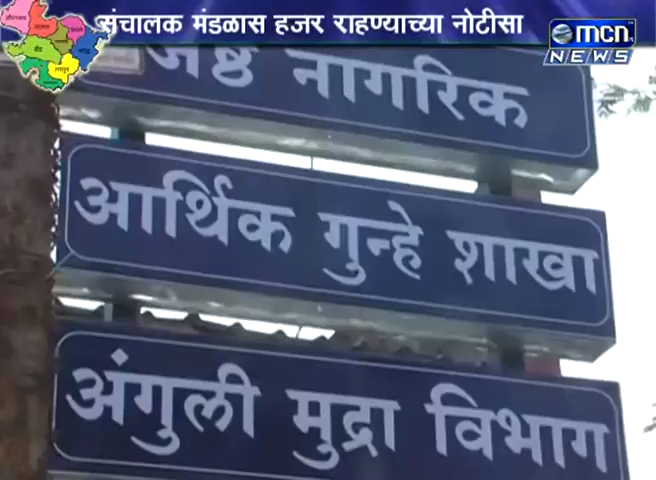 संचालक मंडळास हजर राहण्याच्या नोटीसा
mcn
NEWS
नागरिक
आर्थिक गुन्हे शाखा
अंगुली मुद्रा विभाग